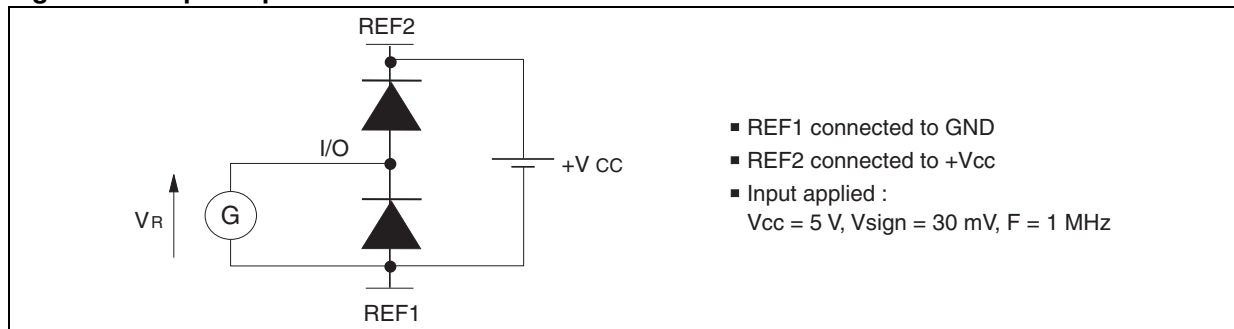 REF2
I/O
+V CC
VR
G
REF1
▪ REF1 connected to GND
▪ REF2 connected to +Vcc
▪ Input applied :
Vcc = 5 V, Vsign = 30 mV, F = 1 MHz